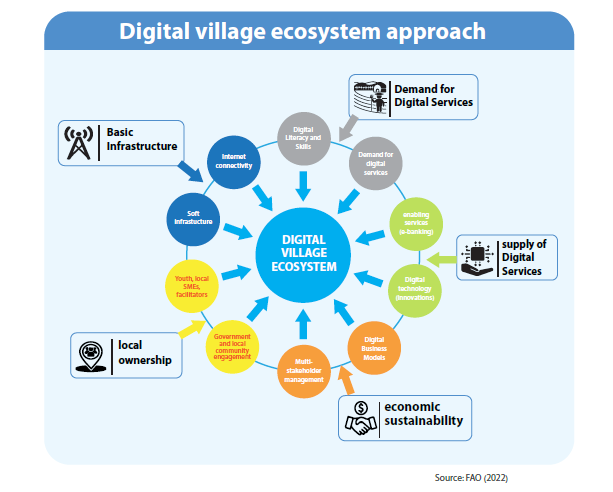 Digital village ecosystem approach
Demand for
Digital Services
Basic
Infrastructure
Digital
Literacy and
Skills
Internet
connectivity
Demand for
digital
services
Soft
infrastucture
enabling
services
(e-banking)
DIGITAL
VILLAGE
ECOSYSTEM
supply of
Digital
Services
Youth, local
SMEs,
facilitators
Digital
technology
(innovations)
local
ownership
Government
and local
community
engagement
Digital
Business
Models
Multi-
stakeholder
management
economic
sustainability
Source: FAO (2022)